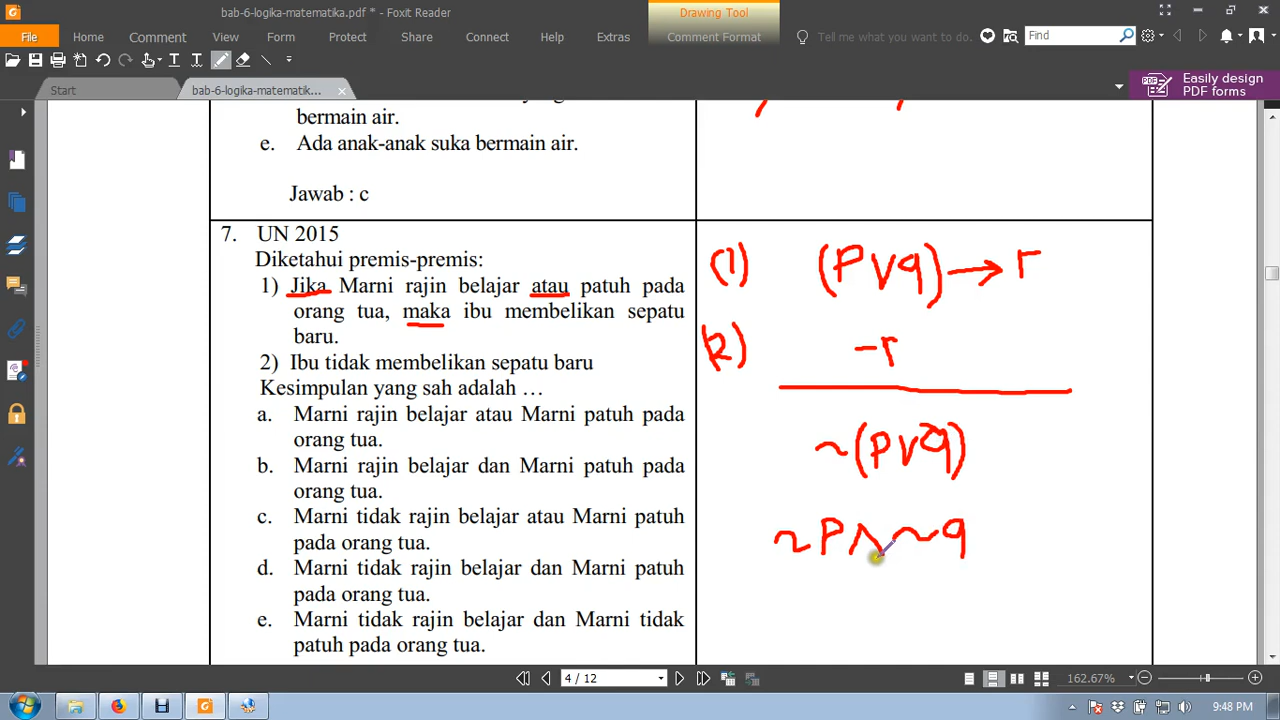 bab-6-logika-matematika.pdf * - Foxit Reader
Drawing Tool
File Home Comment View Form Protect Share Connect Help Extras Comment Format Tell me what you want to do.. Find
Start bab-6-logika-matematik... Easily design PDF forms
bermain air.
e. Ada anak-anak suka bermain air.
Jawab : c
7. UN 2015
Diketahui premis-premis:
1) Jika Marni rajin belajar atau patuh pada
orang tua, maka ibu membelikan sepatu
baru.
2) Ibu tidak membelikan sepatu baru
Kesimpulan yang sah adalah …
a. Marni rajin belajar atau Marni patuh pada
orang tua.
b. Marni rajin belajar dan Marni patuh pada
orang tua.
c. Marni tidak rajin belajar atau Marni patuh
pada orang tua.
d. Marni tidak rajin belajar dan Marni patuh
pada orang tua.
e. Marni tidak rajin belajar dan Marni tidak
patuh pada orang tua.
(1) (P∨q) → r
(2) -r
~(P∨q)
~P∧~q
4 / 12
162.67%
9:48 PM